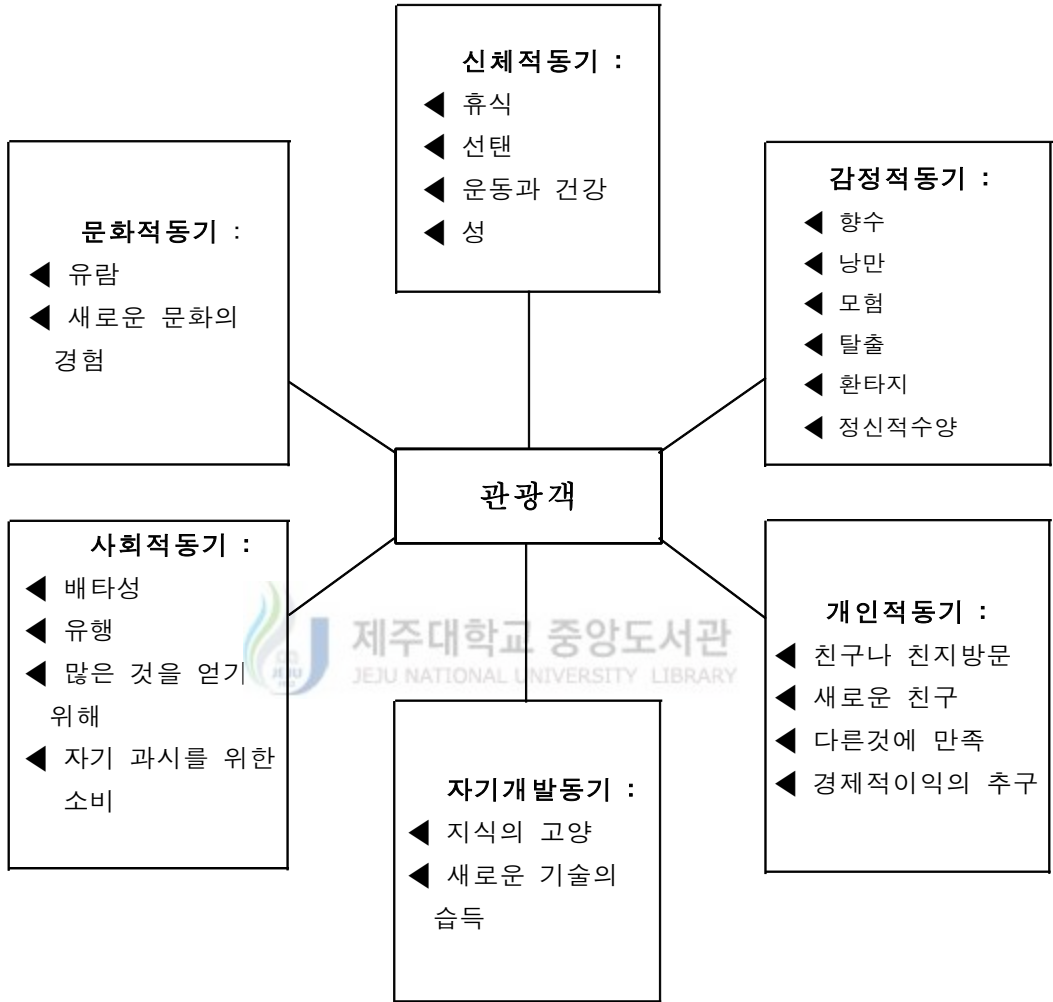 신체적동기 :
◀ 휴식
◀ 선탠
◀ 운동과 건강
◀ 성
문화적동기 :
◀ 유람
◀ 새로운 문화의
경험
감정적동기 :
◀ 향수
◀ 낭만
◀ 모험
◀ 탈출
◀ 환타지
◀ 정신적수양
관광객
사회적동기 :
◀ 배타성
◀ 유행
◀ 많은 것을 얻기
위해
◀ 자기 과시를 위한
소비
제주대학교 중앙도서관
JEJU NATIONAL UNIVERSITY LIBRARY
개인적동기 :
◀ 친구나 친지방문
◀ 새로운 친구
◀ 다른것에 만족
◀ 경제적이익의 추구
자기개발동기 :
◀ 지식의 고양
◀ 새로운 기술의
습득